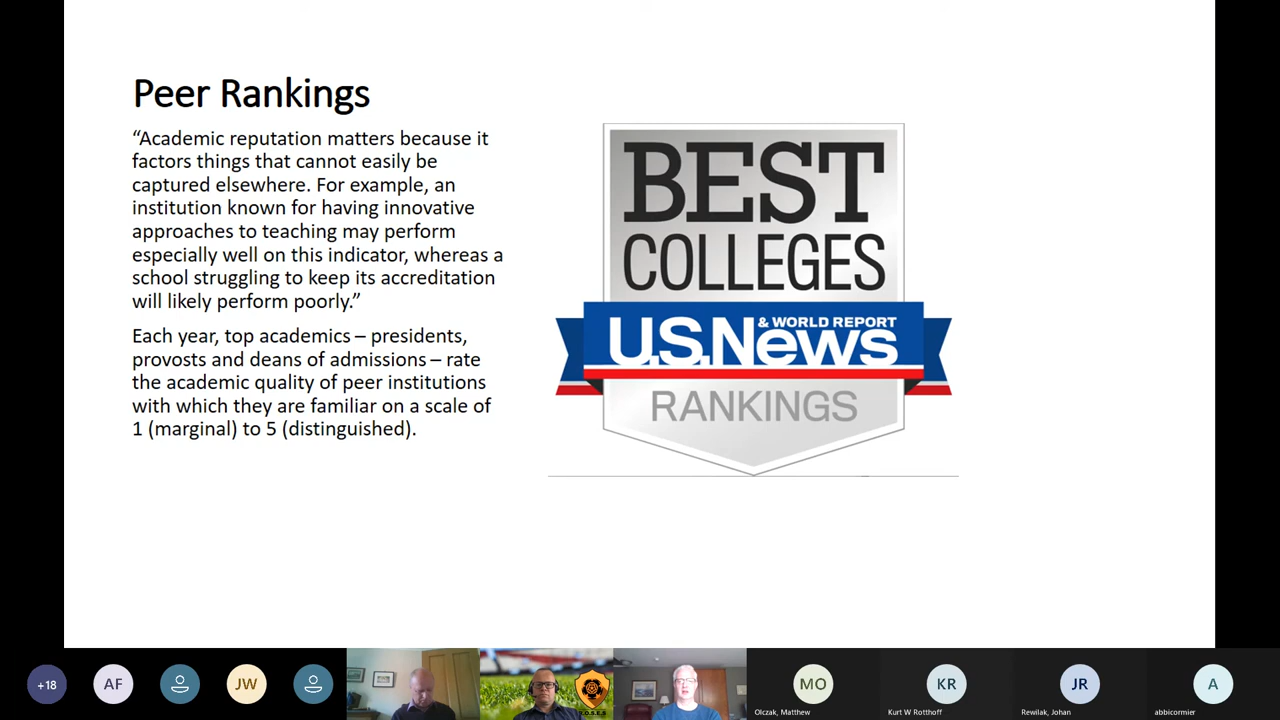 Peer Rankings
“Academic reputation matters because it
factors things that cannot easily be
captured elsewhere. For example, an
institution known for having innovative
approaches to teaching may perform
especially well on this indicator, whereas a
school struggling to keep its accreditation
will likely perform poorly.”
Each year, top academics – presidents,
provosts and deans of admissions – rate
the academic quality of peer institutions
with which they are familiar on a scale of
1 (marginal) to 5 (distinguished).
BEST
COLLEGES
U.S.News & WORLD REPORT
RANKINGS
+18
AF
JW
MO
Olczak, Matthew
KR
Kurt W Rotthoff
JR
Rewilak, Johan
A
abbicormier